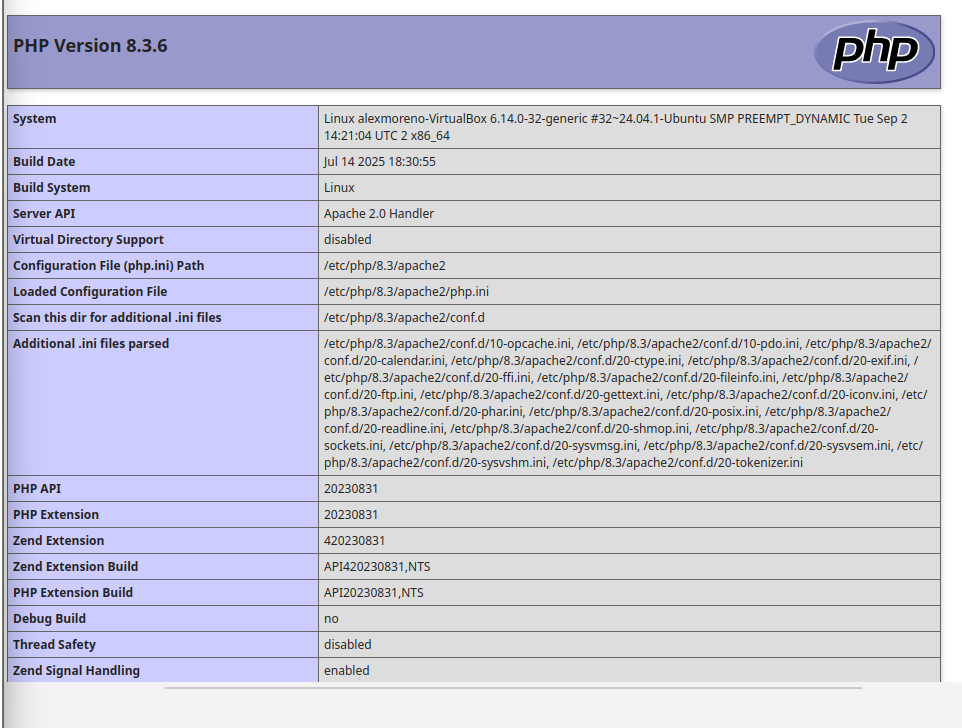 PHP Version 8.3.6
php
System
Linux alexmoreno-VirtualBox 6.14.0-32-generic #32~24.04.1-Ubuntu SMP PREEMPT_DYNAMIC Tue Sep 2
14:21:04 UTC 2 x86_64
Build Date
Jul 14 2025 18:30:55
Build System
Linux
Server API
Apache 2.0 Handler
Virtual Directory Support
disabled
Configuration File (php.ini) Path
/etc/php/8.3/apache2
Loaded Configuration File
/etc/php/8.3/apache2/php.ini
Scan this dir for additional .ini files
/etc/php/8.3/apache2/conf.d
Additional .ini files parsed
/etc/php/8.3/apache2/conf.d/10-opcache.ini, /etc/php/8.3/apache2/conf.d/10-pdo.ini, /etc/php/8.3/apache2/
conf.d/20-calendar.ini, /etc/php/8.3/apache2/conf.d/20-ctype.ini, /etc/php/8.3/apache2/conf.d/20-exif.ini, /
etc/php/8.3/apache2/conf.d/20-ffi.ini, /etc/php/8.3/apache2/conf.d/20-fileinfo.ini, /etc/php/8.3/apache2/
conf.d/20-ftp.ini, /etc/php/8.3/apache2/conf.d/20-gettext.ini, /etc/php/8.3/apache2/conf.d/20-iconv.ini, /etc/
php/8.3/apache2/conf.d/20-phar.ini, /etc/php/8.3/apache2/conf.d/20-posix.ini, /etc/php/8.3/apache2/
conf.d/20-readline.ini, /etc/php/8.3/apache2/conf.d/20-shmop.ini, /etc/php/8.3/apache2/conf.d/20-
sockets.ini, /etc/php/8.3/apache2/conf.d/20-sysvmsg.ini, /etc/php/8.3/apache2/conf.d/20-sysvsem.ini, /etc/
php/8.3/apache2/conf.d/20-sysvshm.ini, /etc/php/8.3/apache2/conf.d/20-tokenizer.ini
PHP API
20230831
PHP Extension
20230831
Zend Extension
420230831
Zend Extension Build
API420230831,NTS
PHP Extension Build
API20230831,NTS
Debug Build
no
Thread Safety
disabled
Zend Signal Handling
enabled